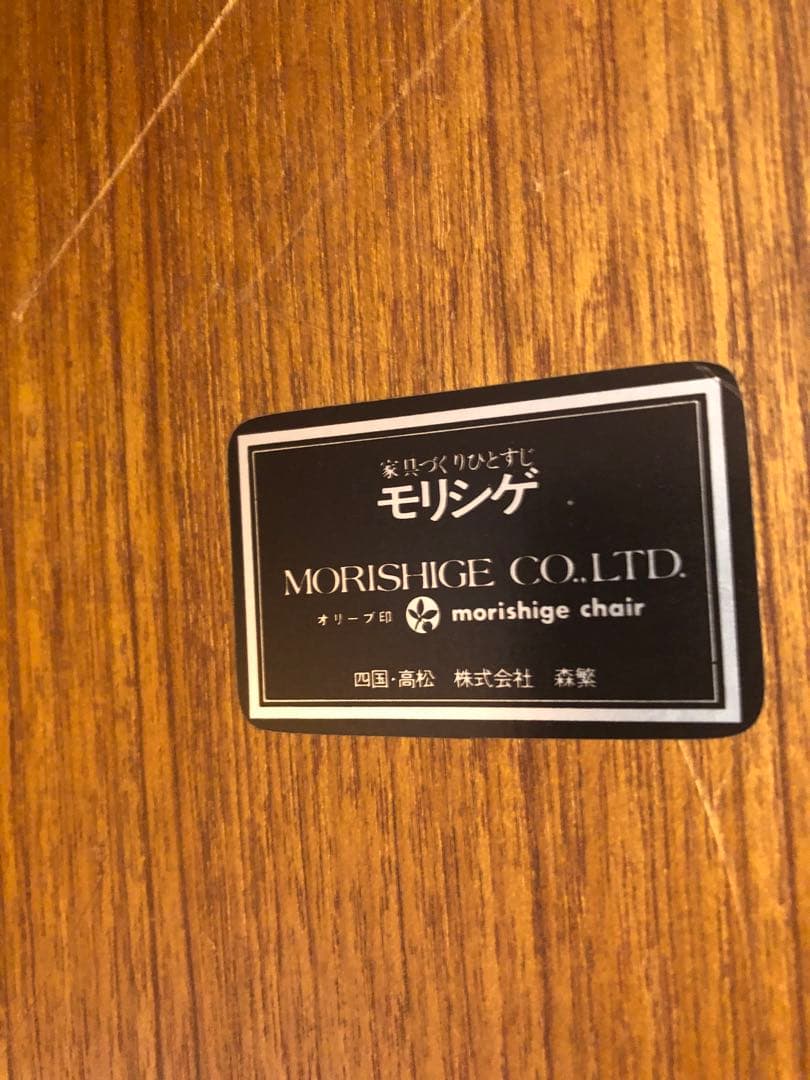 家具づくりひとすじ
モリシゲ
MORISHIGE CO.,LTD.
オリーブ印 morishige chair
四国・高松 株式会社 森繁